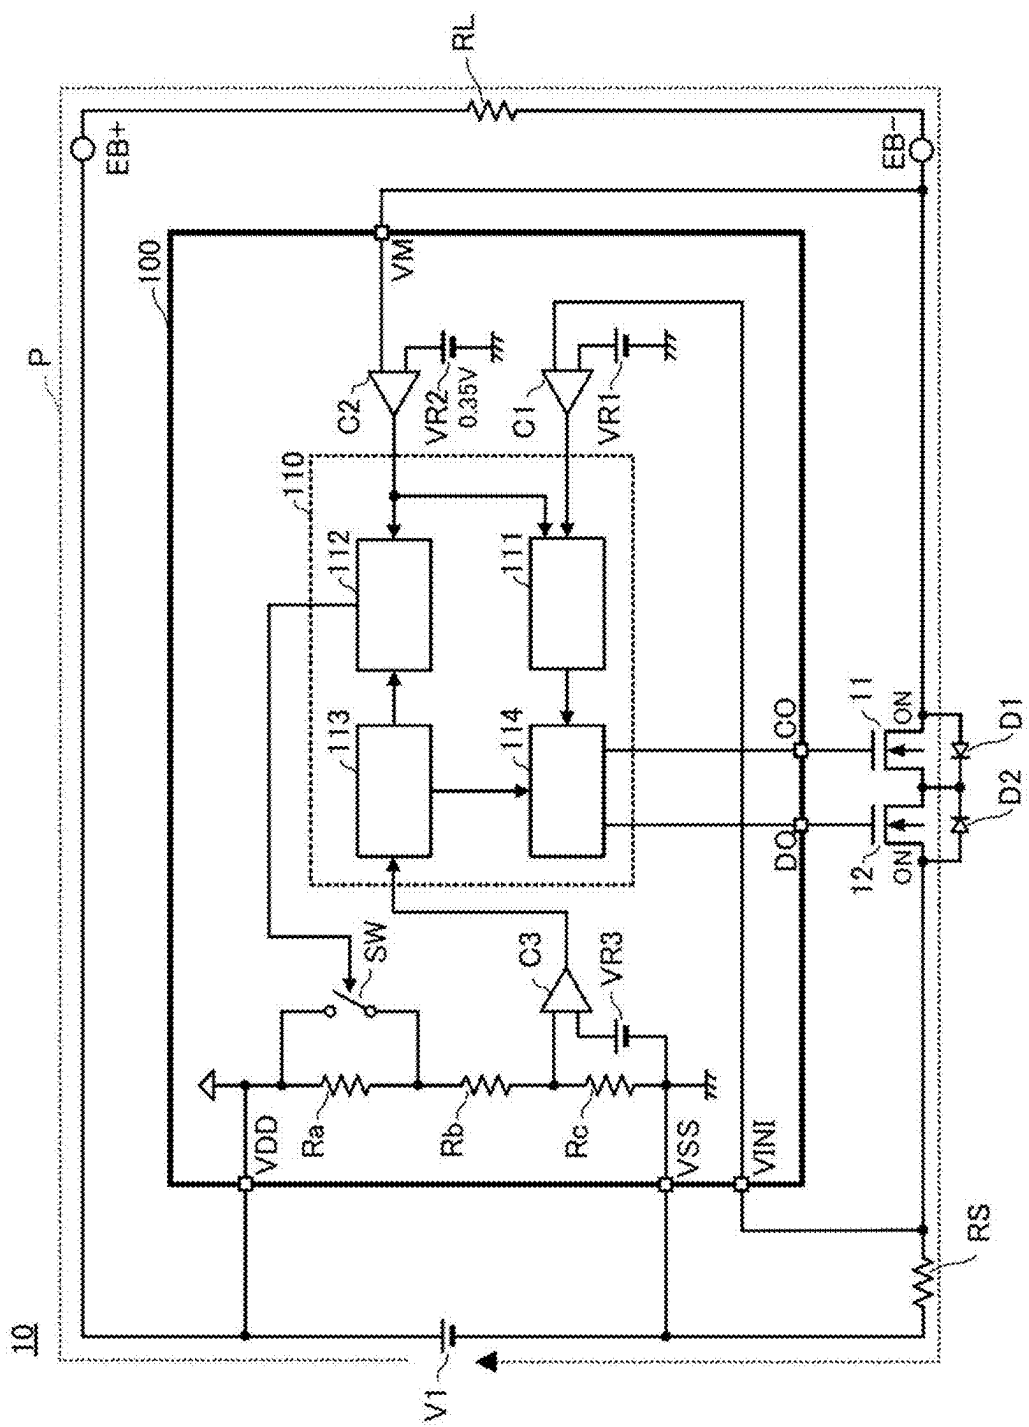 10
P
RL
EB+
EB-
100
VM
C2
VR2
0.35V
C1
VR1
110
112
111
113
114
SW
C3
VR3
VDD
Ra
Rb
Rc
VSS
VINI
DO
CO
12
ON
11
ON
D2
D1
V1
RS